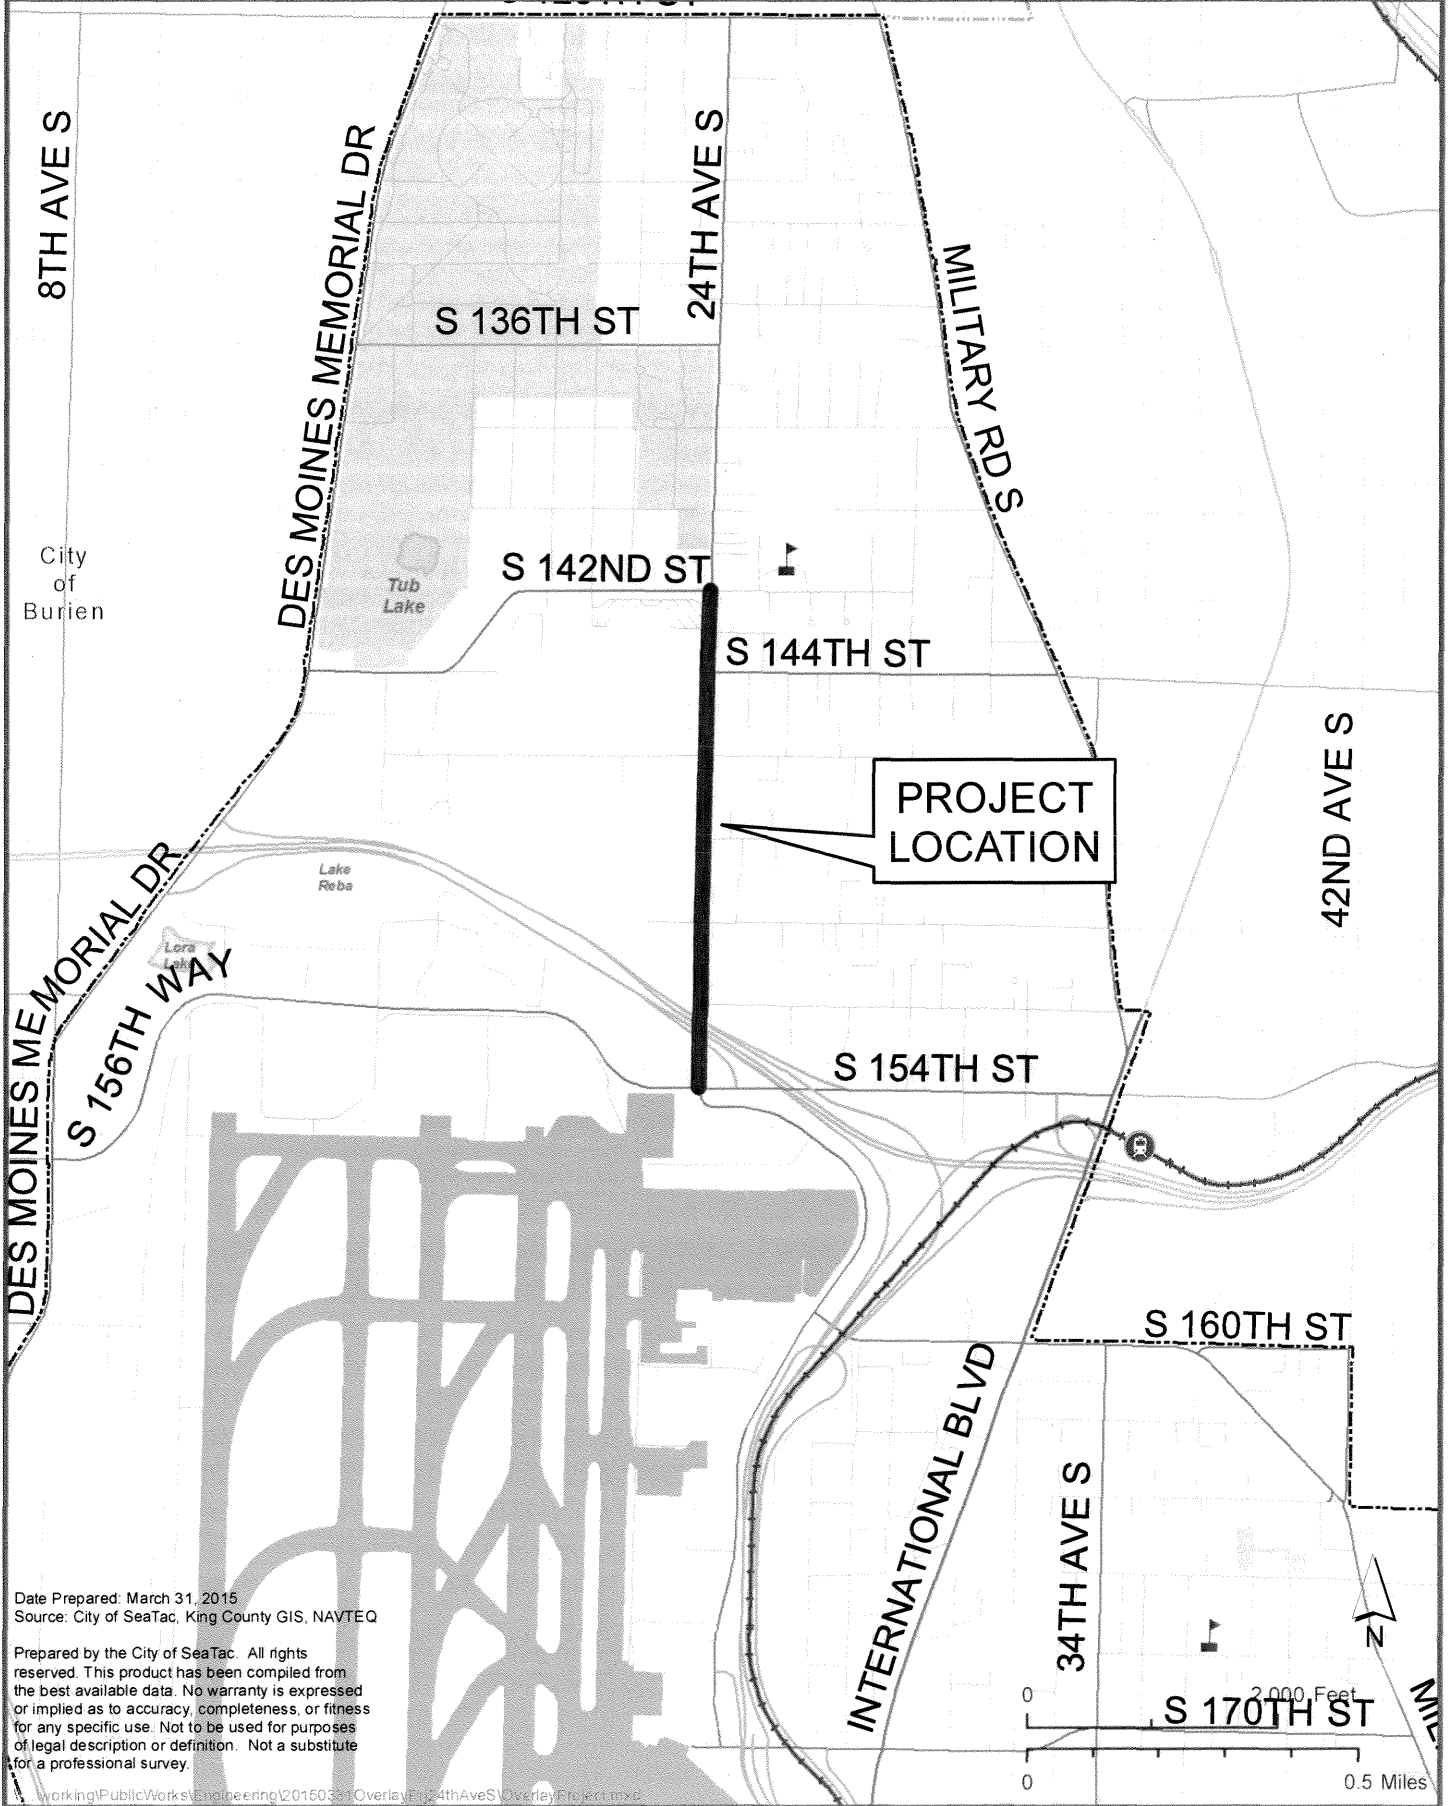 8TH AVE S
DES MOINES MEMORIAL DR
24TH AVE S
MILITARY RD S
S 136TH ST
City
of
Burien
Tub
Lake
S 142ND ST
S 144TH ST
PROJECT
LOCATION
42ND AVE S
Lake
Reba
DES MOINES MEMORIAL DR
Lora
Lake
S 156TH WAY
S 154TH ST
S 160TH ST
INTERNATIONAL BLVD
34TH AVE S
N
0
2,000 Feet
S 170TH ST
0
0.5 Miles
Date Prepared: March 31, 2015
Source: City of SeaTac, King County GIS, NAVTEQ
Prepared by the City of SeaTac. All rights
reserved. This product has been compiled from
the best available data. No warranty is expressed
or implied as to accuracy, completeness, or fitness
for any specific use. Not to be used for purposes
of legal description or definition. Not a substitute
for a professional survey.